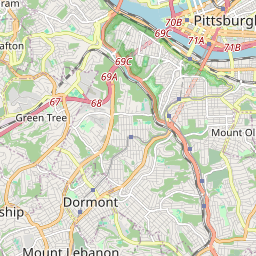 ram
70B
Pittsburgh
69C
69C
71A
71B
afton
69A
67
68
Green Tree
Mount Ol
Dormont
ship
Mount Lebanon